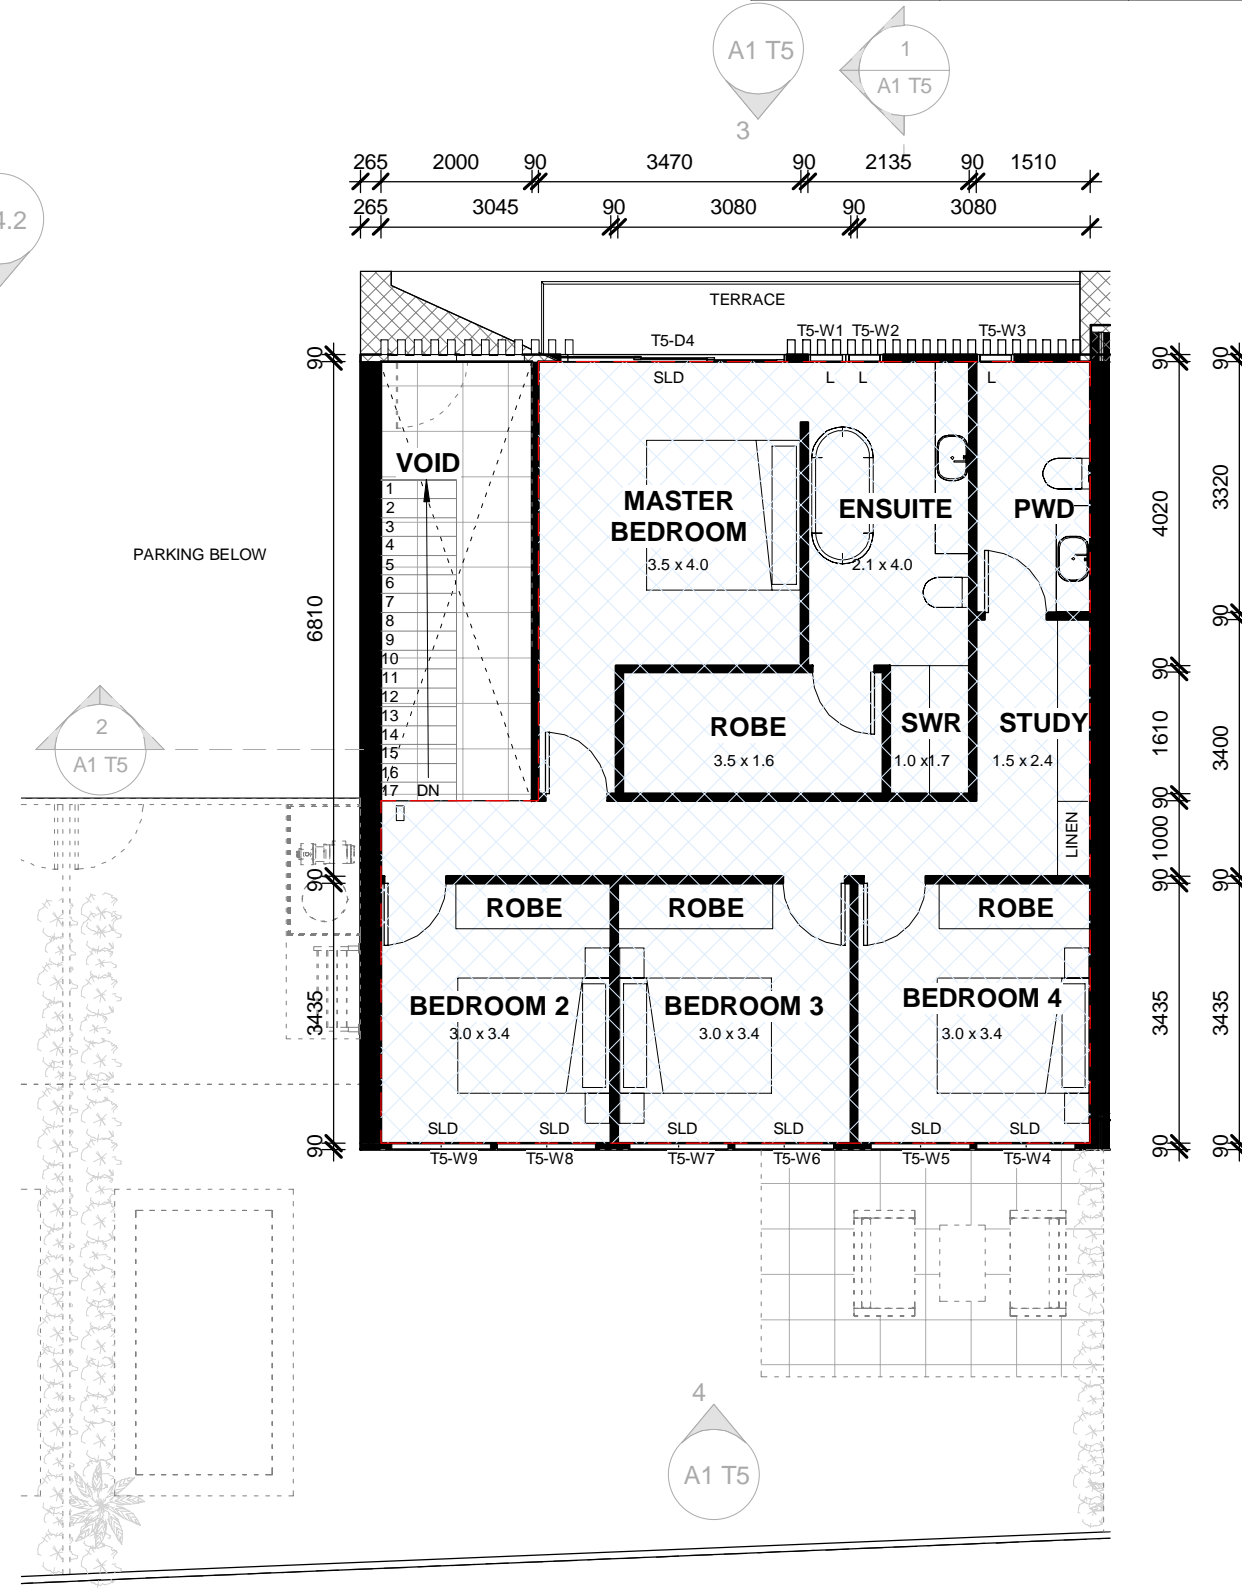 A1 T5
3
1
A1 T5
4.2
265 2000 90 3470 90 2135 90 1510
265 3045 90 3080 90 3080
TERRACE
T5-D4
T5-W1 T5-W2 T5-W3
90
90
90
SLD
L L L
VOID
MASTER
BEDROOM
3.5 x 4.0
ENSUITE
2.1 x 4.0
PWD
PARKING BELOW
1
2
3
4
5
6
7
8
9
10
11
12
13
14
15
16
17 DN
6810
4020
3320
90
90
ROBE
3.5 x 1.6
SWR
1.0 x1.7
STUDY
1.5 x 2.4
1610
3400
2
A1 T5
90
1000
LINEN
90
90
90
ROBE
ROBE
ROBE
BEDROOM 2
3.0 x 3.4
BEDROOM 3
3.0 x 3.4
BEDROOM 4
3.0 x 3.4
3435
3435
3435
SLD SLD SLD SLD SLD SLD
90
90
90
T5-W9 T5-W8 T5-W7 T5-W6 T5-W5 T5-W4
4
A1 T5